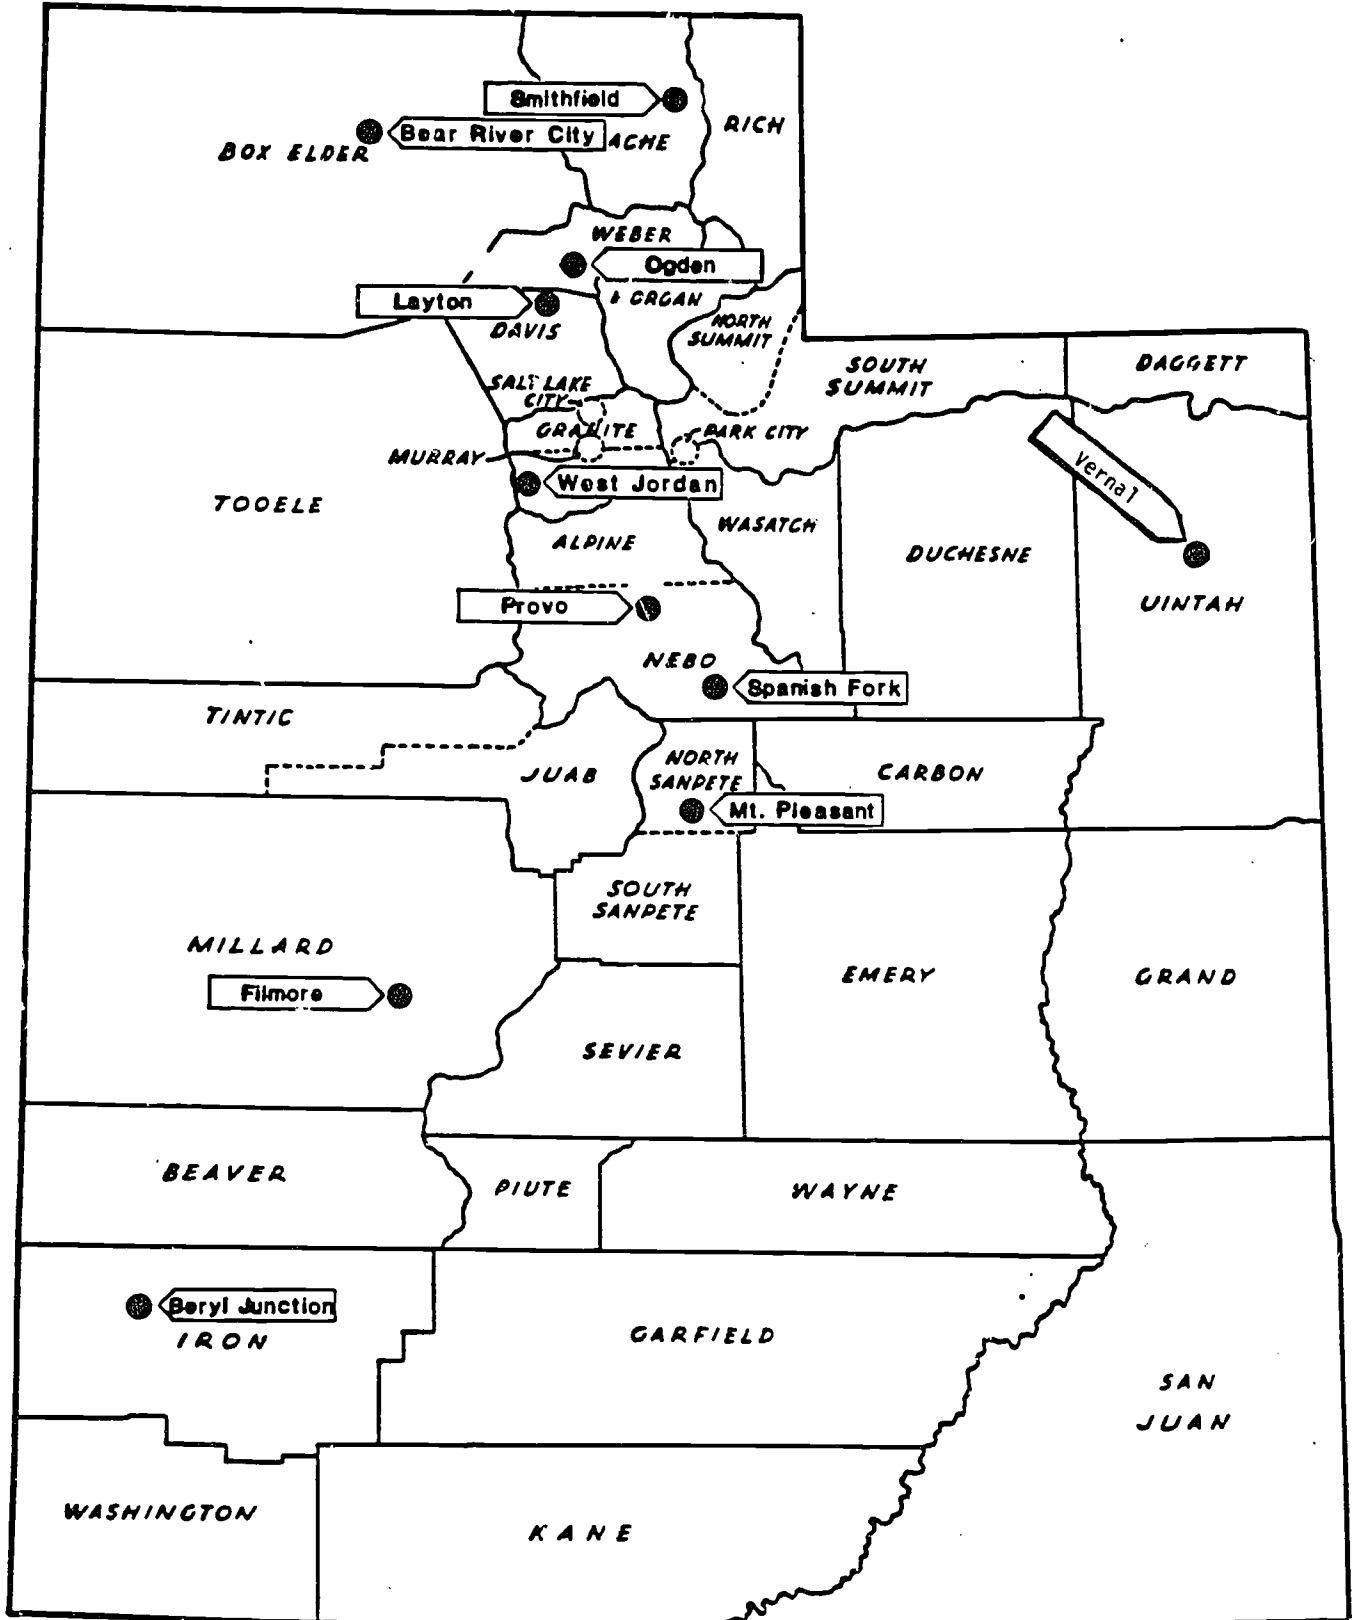 Smithfield
RICH
Bear River City
ACHE
BOX ELDER
WEBER
Ogden
Layton
ORGAN
DAVIS
NORTH
SUMMIT
SOUTH
SUMMIT
DAGGETT
SALT LAKE
CITY
GRANITE
PARK CITY
MURRAY
Vernal
West Jordan
TOOELE
WASATCH
ALPINE
DUCHESNE
Provo
UINTAH
NEBO
Spanish Fork
TINTIC
NORTH
SANPETE
JUAB
CARBON
Mt. Pleasant
SOUTH
SANPETE
MILLARD
EMERY
GRAND
Filmore
SEVIER
BEAVER
PIUTE
WAYNE
Beryl Junction
IRON
GARFIELD
SAN
JUAN
WASHINGTON
KANE